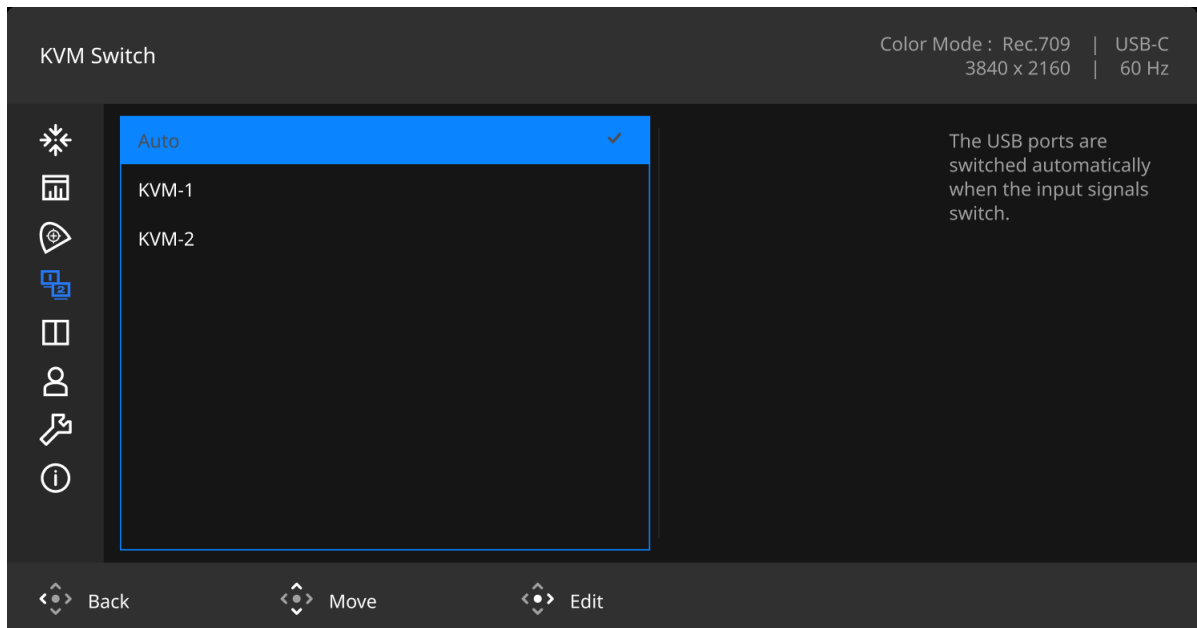 KVM Switch
Color Mode : Rec.709 | USB-C
3840 x 2160 | 60 Hz
Auto
KVM-1
KVM-2
The USB ports are
switched automatically
when the input signals
switch.
Back
Move
Edit